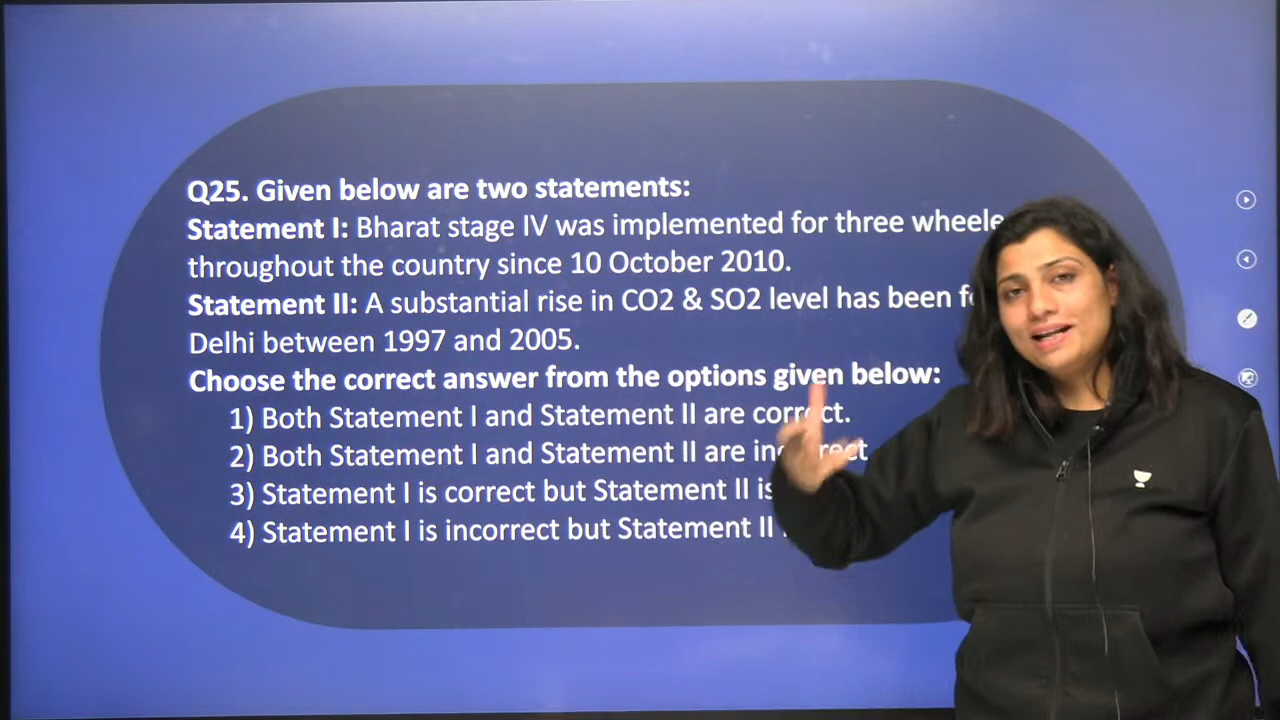 Q25. Given below are two statements:
Statement I: Bharat stage IV was implemented for three
throughout the country since 10 October 2010.
Statement II: A substantial rise in CO2 & SO2 level has been
Delhi between 1997 and 2005.
Choose the correct answer from the options given below:
1) Both Statement I and Statement II are correct.
2) Both Statement I and Statement II are
3) Statement I is correct but Statement II is
4) Statement I is incorrect but Statement II